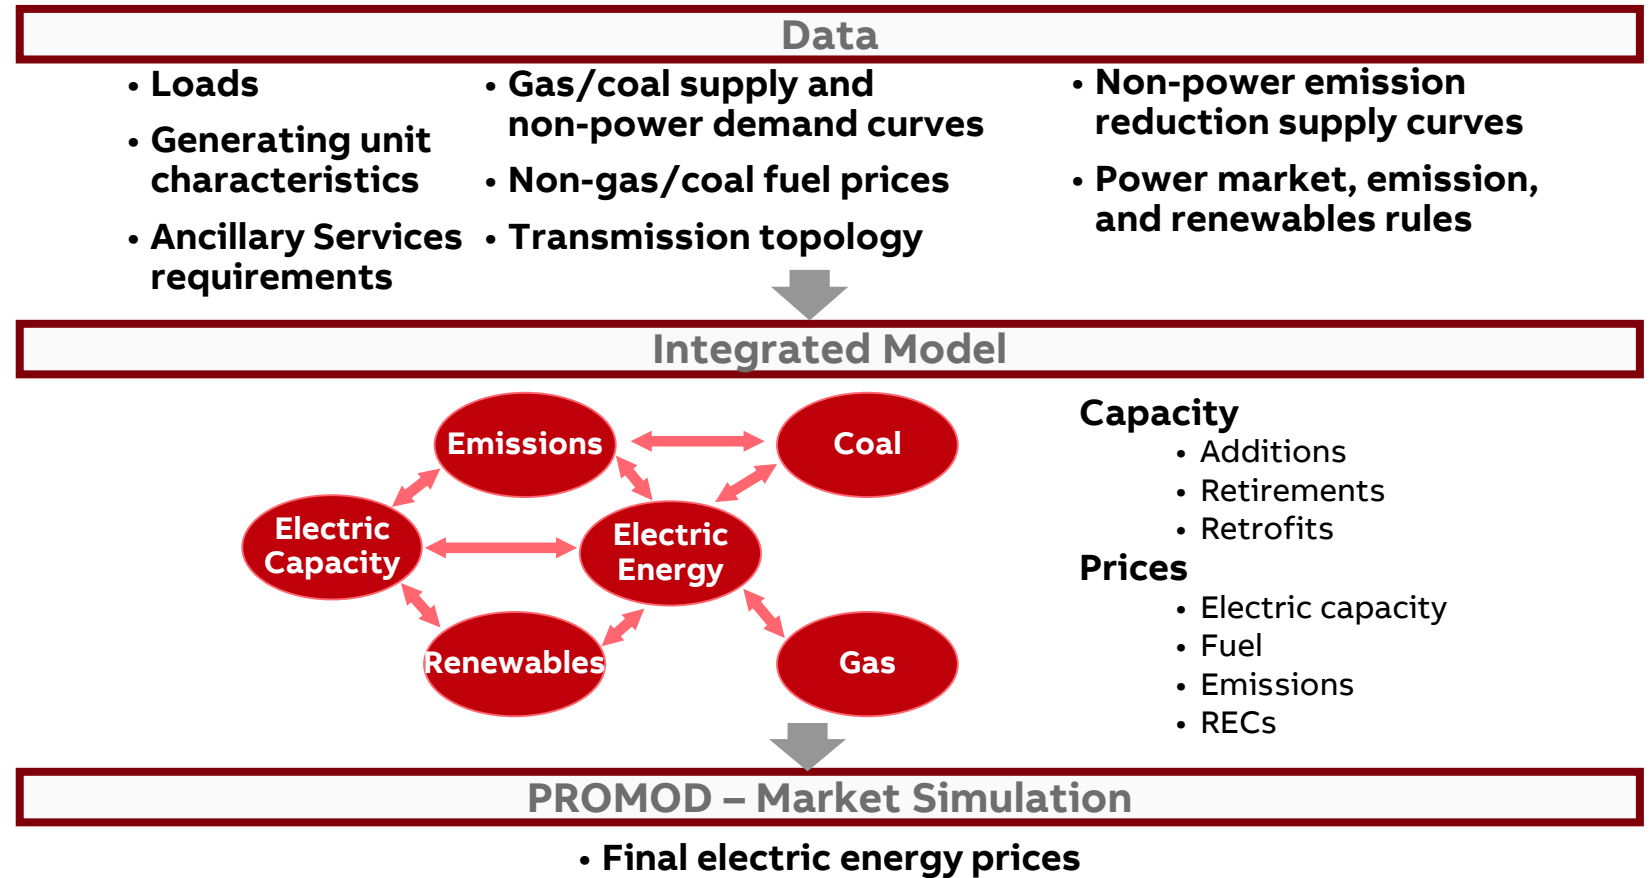 Data
• Loads
• Generating unit
characteristics
• Ancillary Services
requirements
• Gas/coal supply and
non-power demand curves
• Non-gas/coal fuel prices
• Transmission topology
• Non-power emission
reduction supply curves
• Power market, emission,
and renewables rules
Integrated Model
Emissions
Coal
Electric
Capacity
Electric
Energy
Renewables
Gas
Capacity
• Additions
• Retirements
• Retrofits
Prices
• Electric capacity
• Fuel
• Emissions
• RECs
PROMOD – Market Simulation
• Final electric energy prices